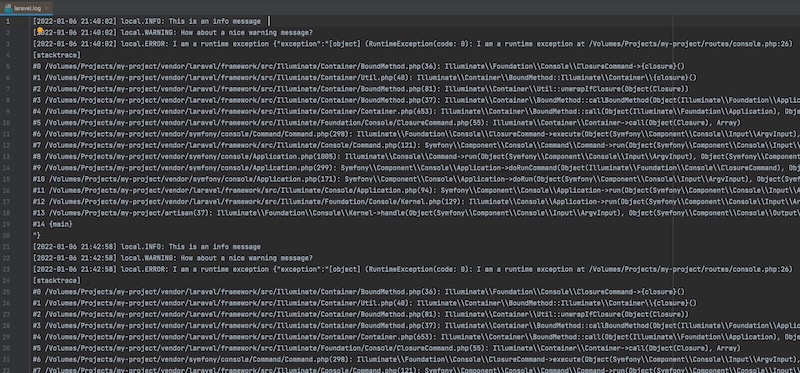 laravel.log
1 [2022-01-06 21:40:02] local.INFO: This is an info message
2 [2022-01-06 21:40:02] local.WARNING: How about a nice warning message?
3 [2022-01-06 21:40:02] local.ERROR: I am a runtime exception {"exception":"[object] (RuntimeException(code: 0): I am a runtime exception at /Volumes/Projects/my-project/routes/console.php:26)
4 [stacktrace]
5 #0 /Volumes/Projects/my-project/vendor/laravel/framework/src/Illuminate/Container/BoundMethod.php(36): Illuminate\\Foundation\\Console\\ClosureCommand->{closure}()
6 #1 /Volumes/Projects/my-project/vendor/laravel/framework/src/Illuminate/Container/Util.php(40): Illuminate\\Container\\BoundMethod::Illuminate\\Container\\{closure}()
7 #2 /Volumes/Projects/my-project/vendor/laravel/framework/src/Illuminate/Container/BoundMethod.php(81): Illuminate\\Container\\Util::unwrapIfClosure(Object(Closure))
8 #3 /Volumes/Projects/my-project/vendor/laravel/framework/src/Illuminate/Container/BoundMethod.php(37): Illuminate\\Container\\BoundMethod::callBoundMethod(Object(Illuminate\\Foundation\\Applic
9 #4 /Volumes/Projects/my-project/vendor/laravel/framework/src/Illuminate/Container/Container.php(653): Illuminate\\Container\\BoundMethod::call(Object(Illuminate\\Foundation\\Application), Obje
10 #5 /Volumes/Projects/my-project/vendor/laravel/framework/src/Illuminate/Foundation/Console/ClosureCommand.php(55): Illuminate\\Container\\Container->call(Object(Closure), Array)
11 #6 /Volumes/Projects/my-project/vendor/symfony/console/Command/Command.php(298): Illuminate\\Foundation\\Console\\ClosureCommand->execute(Object(Symfony\\Component\\Console\\Input\\ArgvInput),
12 #7 /Volumes/Projects/my-project/vendor/laravel/framework/src/Illuminate/Console/Command.php(121): Symfony\\Component\\Console\\Command\\Command->run(Object(Symfony\\Component\\Console\\Input\\
13 #8 /Volumes/Projects/my-project/vendor/symfony/console/Application.php(1005): Illuminate\\Console\\Command->run(Object(Symfony\\Component\\Console\\Input\\ArgvInput), Object(Symfony\\Compone
14 #9 /Volumes/Projects/my-project/vendor/symfony/console/Application.php(299): Symfony\\Component\\Console\\Application->doRunCommand(Object(Illuminate\\Foundation\\Console\\ClosureCommand), Obj
15 #10 /Volumes/Projects/my-project/vendor/symfony/console/Application.php(171): Symfony\\Component\\Console\\Application->doRun(Object(Symfony\\Component\\Console\\Input\\ArgvInput), Object(
16 #11 /Volumes/Projects/my-project/vendor/laravel/framework/src/Illuminate/Console/Application.php(94): Symfony\\Component\\Console\\Application->run(Object(Symfony\\Component\\Console\\Input\\A
17 #12 /Volumes/Projects/my-project/vendor/laravel/framework/src/Illuminate/Foundation/Console/Kernel.php(129): Illuminate\\Console\\Application->run(Object(Symfony\\Component\\Console\\Input\\Arg
18 #13 /Volumes/Projects/my-project/artisan(37): Illuminate\\Foundation\\Console\\Kernel->handle(Object(Symfony\\Component\\Console\\Input\\ArgvInput), Object(Symfony\\Component\\Console\\Output\
19 #14 {main}
20 "}
21 [2022-01-06 21:42:58] local.INFO: This is an info message
22 [2022-01-06 21:42:58] local.WARNING: How about a nice warning message?
23 [2022-01-06 21:42:58] local.ERROR: I am a runtime exception {"exception":"[object] (RuntimeException(code: 0): I am a runtime exception at /Volumes/Projects/my-project/routes/console.php:26)
24 [stacktrace]
25 #0 /Volumes/Projects/my-project/vendor/laravel/framework/src/Illuminate/Container/BoundMethod.php(36): Illuminate\\Foundation\\Console\\ClosureCommand->{closure}()
26 #1 /Volumes/Projects/my-project/vendor/laravel/framework/src/Illuminate/Container/Util.php(40): Illuminate\\Container\\BoundMethod::Illuminate\\Container\\{closure}()
27 #2 /Volumes/Projects/my-project/vendor/laravel/framework/src/Illuminate/Container/BoundMethod.php(81): Illuminate\\Container\\Util::unwrapIfClosure(Object(Closure))
28 #3 /Volumes/Projects/my-project/vendor/laravel/framework/src/Illuminate/Container/BoundMethod.php(37): Illuminate\\Container\\BoundMethod::callBoundMethod(Object(Illuminate\\Foundation\\Applic
29 #4 /Volumes/Projects/my-project/vendor/laravel/framework/src/Illuminate/Container/Container.php(653): Illuminate\\Container\\BoundMethod::call(Object(Illuminate\\Foundation\\Application), Obje
30 #5 /Volumes/Projects/my-project/vendor/laravel/framework/src/Illuminate/Foundation/Console/ClosureCommand.php(55): Illuminate\\Container\\Container->call(Object(Closure), Array)
31 #6 /Volumes/Projects/my-project/vendor/symfony/console/Command/Command.php(298): Illuminate\\Foundation\\Console\\ClosureCommand->execute(Object(Symfony\\Component\\Console\\Input\\ArgvInput),
32 #7 /Volumes/Projects/my-project/vendor/laravel/framework/src/Illuminate/Console/Command.php(121): Symfony\\Component\\Console\\Command\\Command->run(Object(Symfony\\Component\\Console\\Input\\